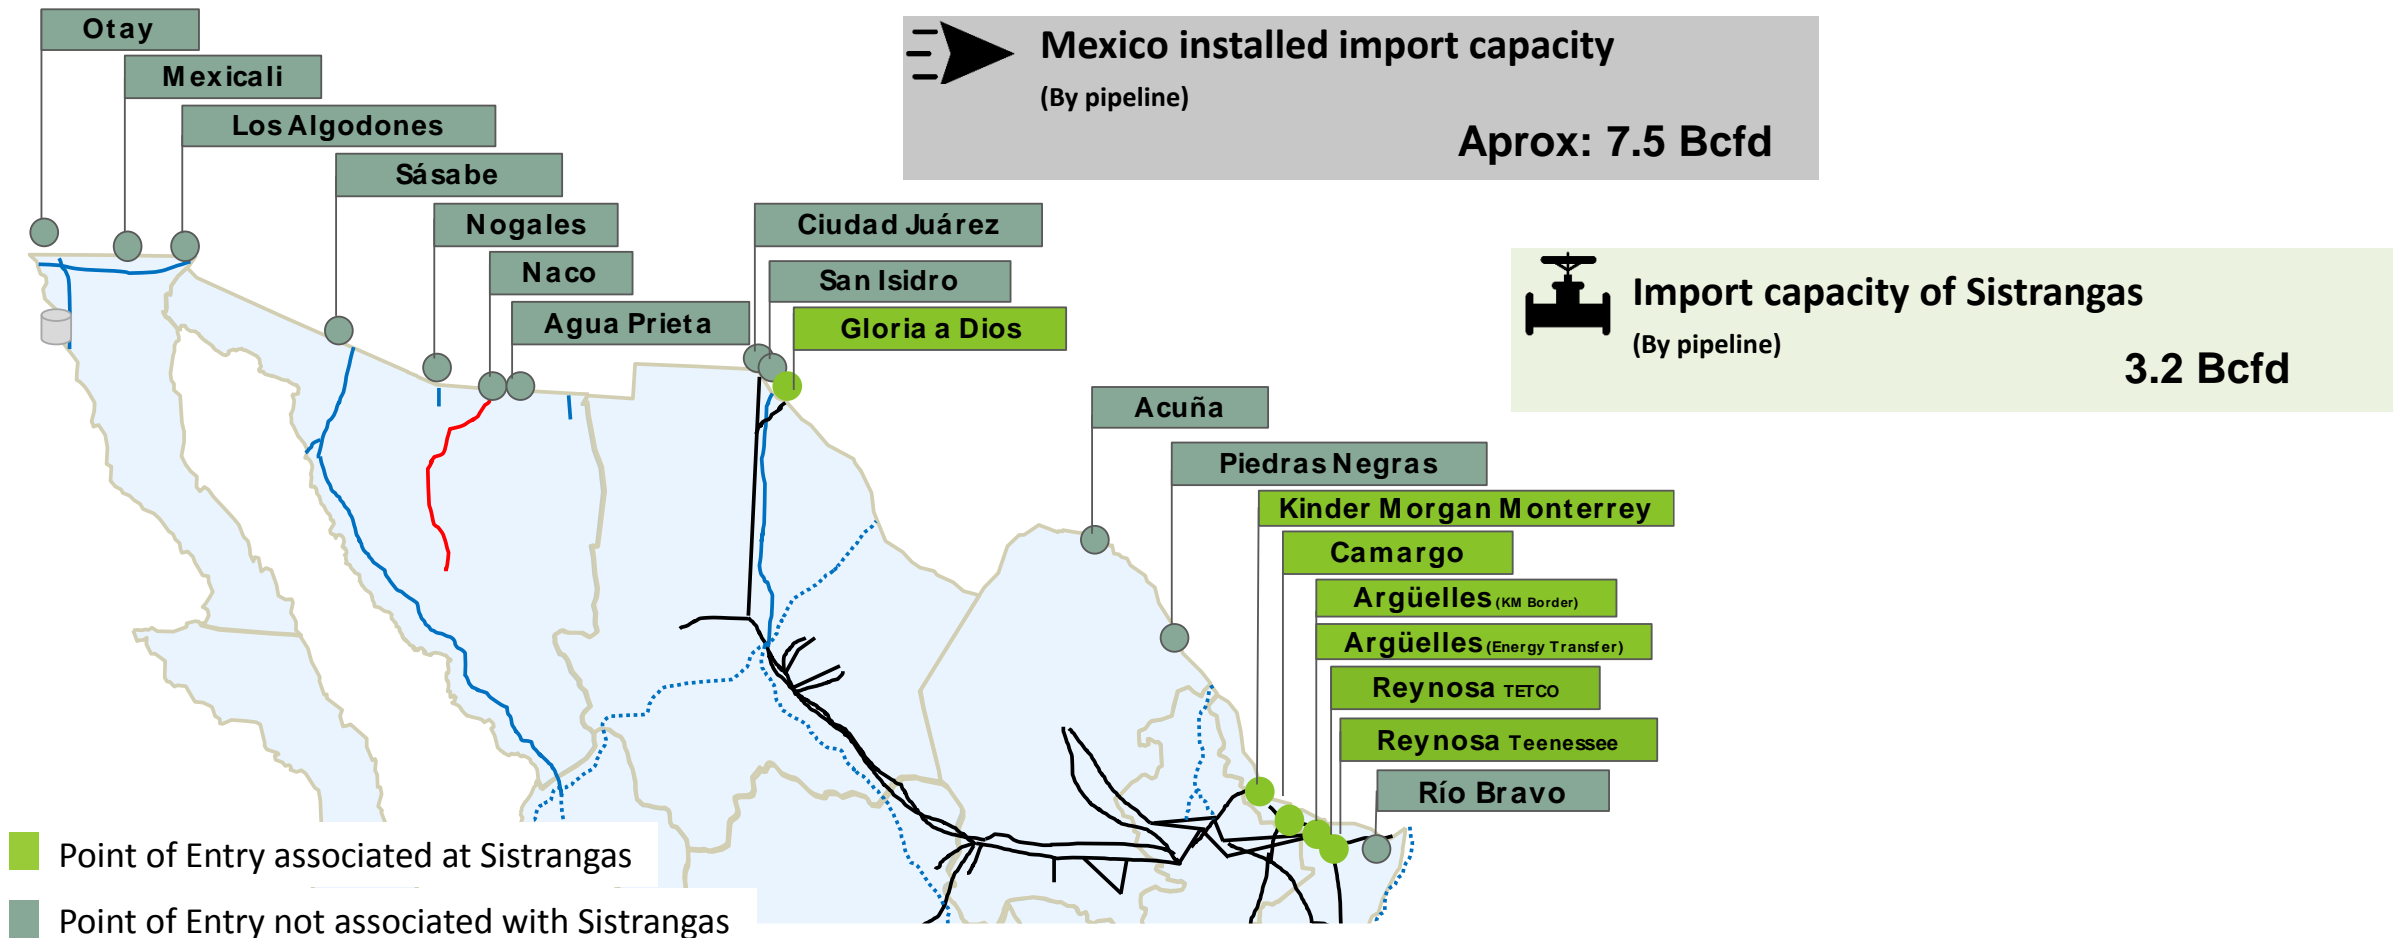 Otay
Mexicali
Los Algodones
Sásabe
Nogales
Naco
Agua Prieta
Ciudad Juárez
San Isidro
Gloria a Dios
Mexico installed import capacity
(By pipeline)
Aprox: 7.5 Bcfd
Import capacity of Sistrangas
(By pipeline)
3.2 Bcfd
Acuña
Piedras Negras
Kinder Morgan Monterrey
Camargo
Argüelles (KM Border)
Argüelles (Energy Transfer)
Reynosa TETCO
Reynosa Teenessee
Río Bravo
Point of Entry associated at Sistrangas
Point of Entry not associated with Sistrangas